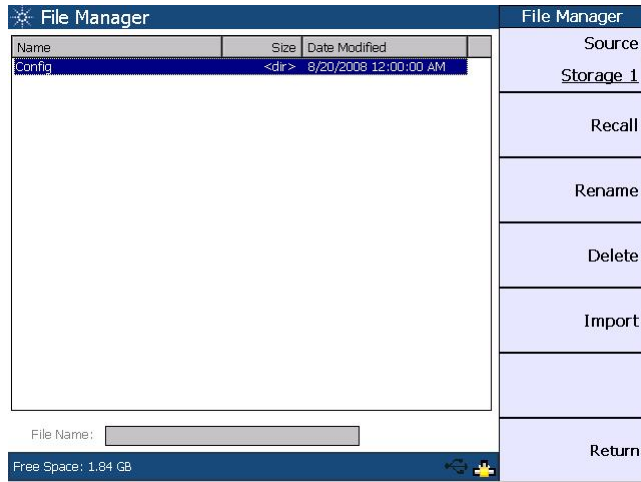 File Manager
File Manager
Name Size Date Modified
Config <dir> 8/20/2008 12:00:00 AM
Source
Storage 1
Recall
Rename
Delete
Import
File Name:
Return
Free Space: 1.84 GB